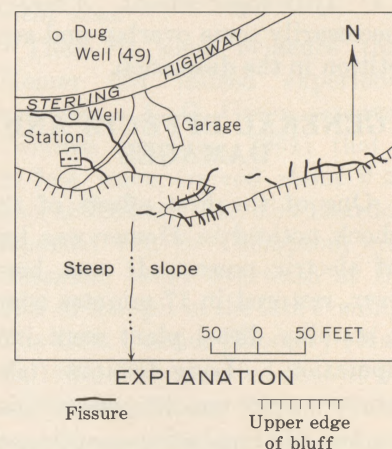 Dug
Well (49)
N
STERLING HIGHWAY
Well
Station
Garage
Steep slope
50 0 50 FEET
EXPLANATION
Fissure
Upper edge
of bluff